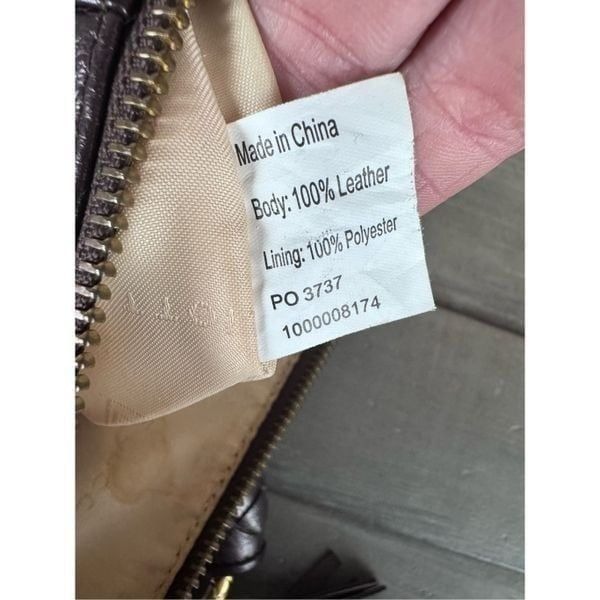 Made in China
Body: 100% Leather
Lining: 100% Polyester
PO 3737
1000008174